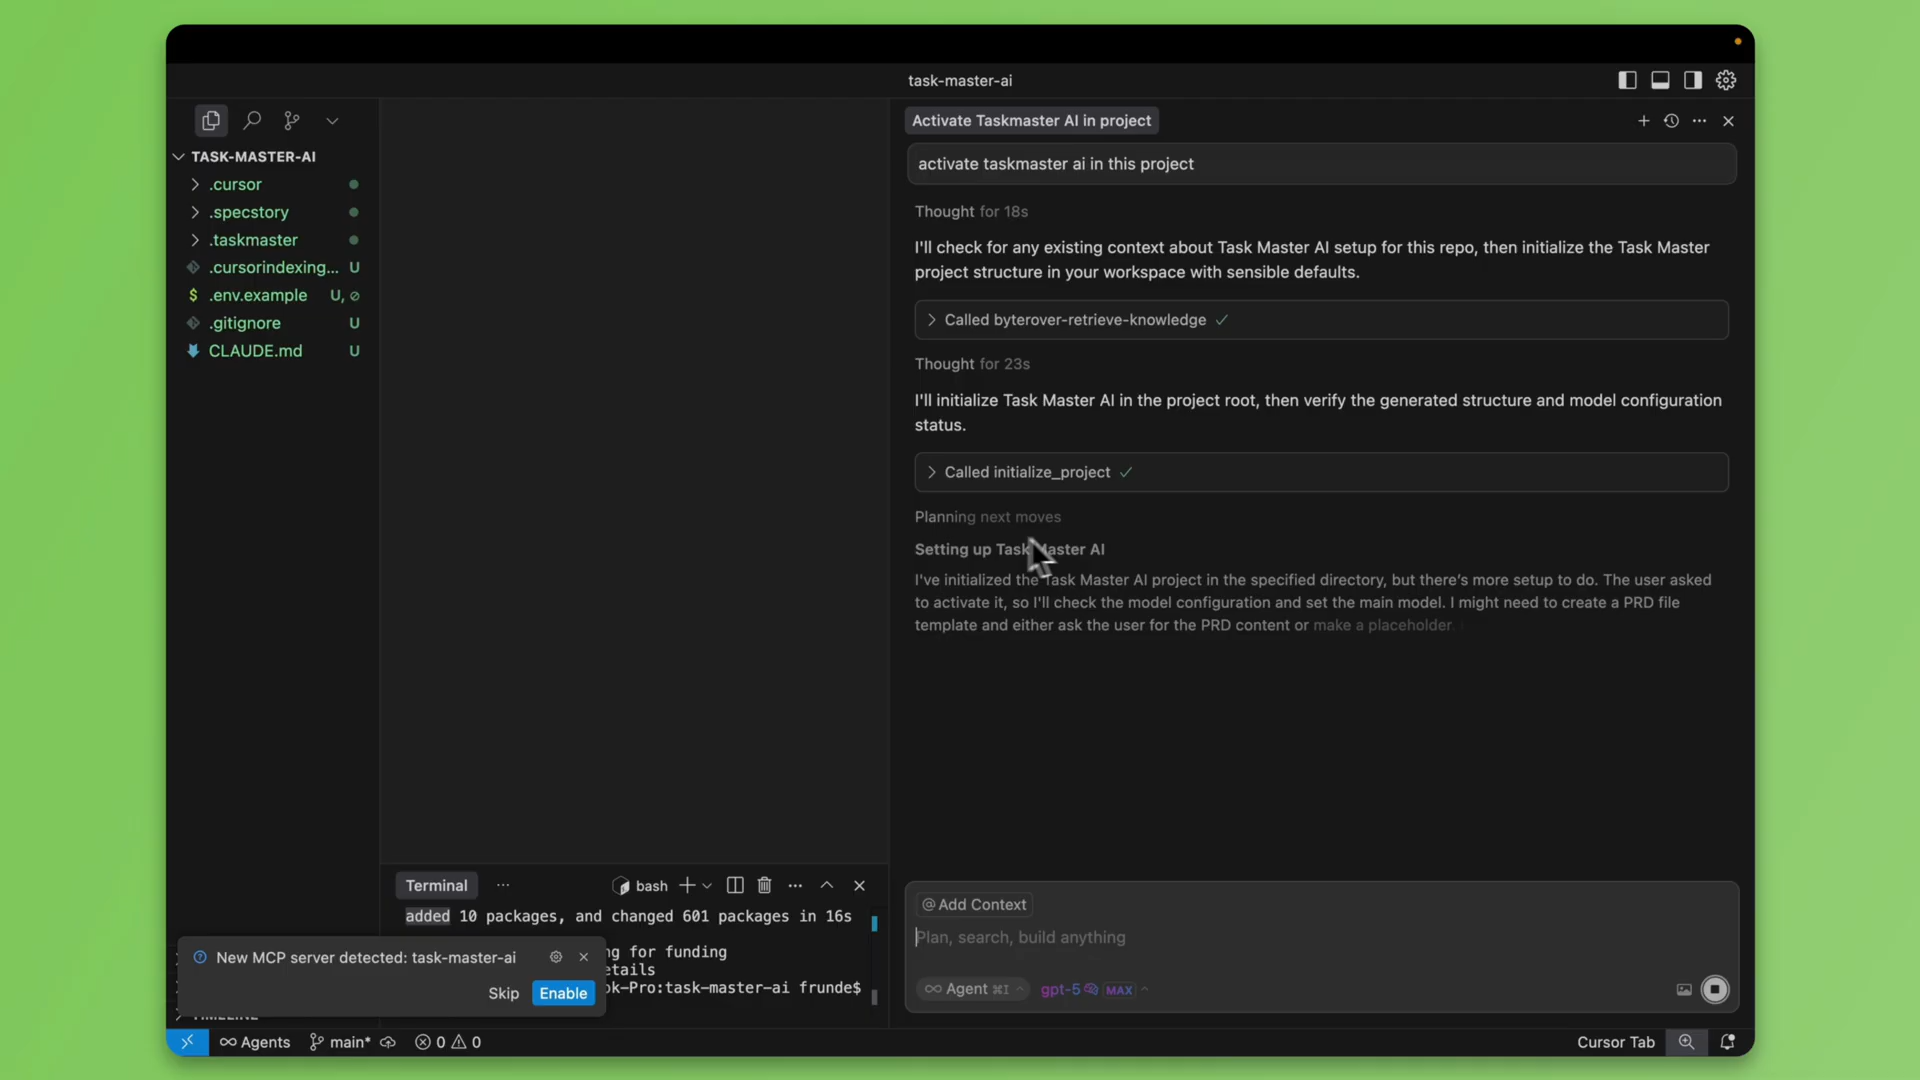 task-master-ai
TASK-MASTER-AI
.cursor
.specstory
.taskmaster
.cursorindexing... U
$ .env.example U,
.gitignore U
CLAUDE.md U
Activate Taskmaster AI in project
activate taskmaster ai in this project
Thought for 18s
I'll check for any existing context about Task Master AI setup for this repo, then initialize the Task Master
project structure in your workspace with sensible defaults.
Called byterover-retrieve-knowledge
Thought for 23s
I'll initialize Task Master AI in the project root, then verify the generated structure and model configuration
status.
Called initialize_project
Planning next moves
Setting up Task Master AI
I've initialized the Task Master AI project in the specified directory, but there's more setup to do. The user asked
to activate it, so I'll check the model configuration and set the main model. I might need to create a PRD file
template and either ask the user for the PRD content or make a placeholder.
Terminal
bash
added 10 packages, and changed 601 packages in 16s
ng for funding
etails
ok-Pro:task-master-ai frunde$
New MCP server detected: task-master-ai
Skip Enable
@ Add Context
Plan, search, build anything
Agent ⌘I gpt-5 MAX
Agents main* 0 0
Cursor Tab